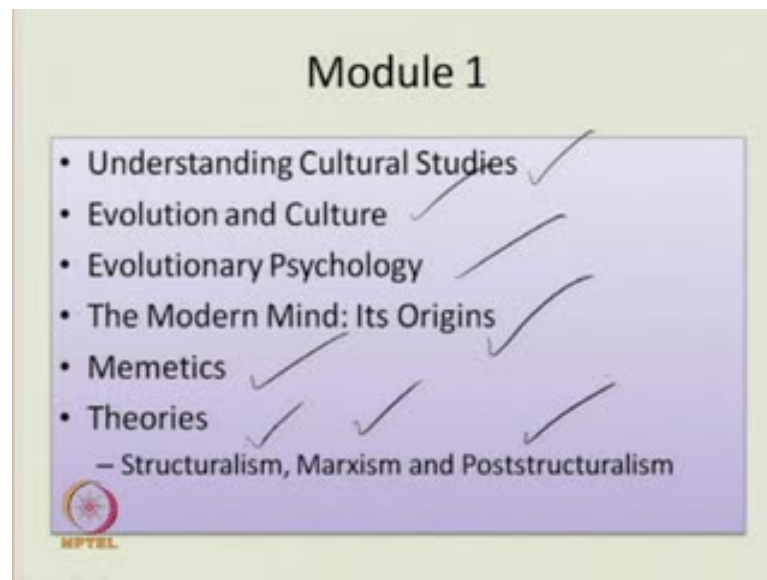 Module 1
• Understanding Cultural Studies
• Evolution and Culture
• Evolutionary Psychology
• The Modern Mind: Its Origins
• Memetics
• Theories
– Structuralism, Marxism and Poststructuralism
NPTEL